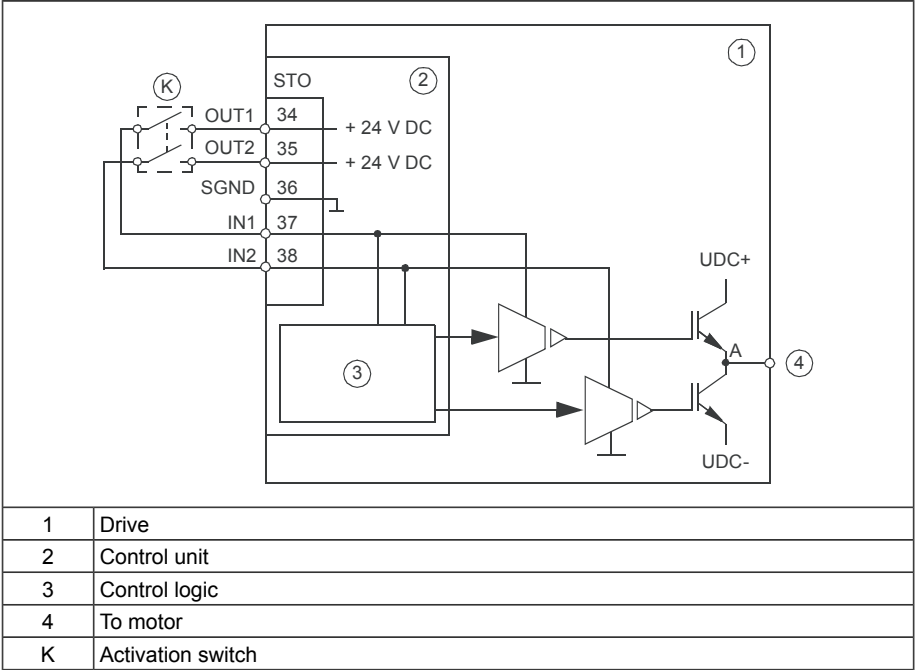 1
STO
2
K
OUT1 34 + 24 V DC
OUT2 35 + 24 V DC
SGND 36
IN1 37
IN2 38
UDC+
3
A
4
UDC-
1 Drive
2 Control unit
3 Control logic
4 To motor
K Activation switch